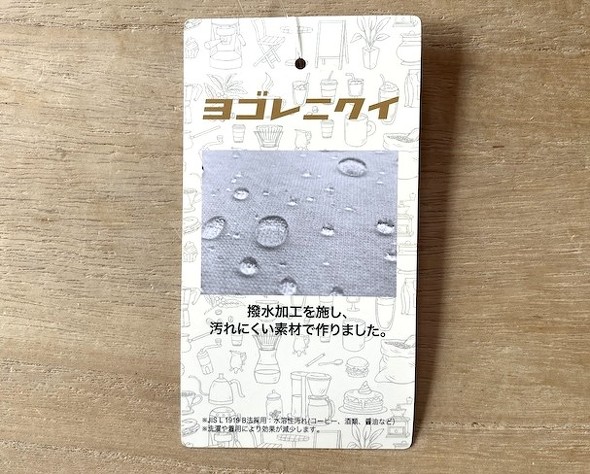 ヨゴレニクイ
撥水加工を施し、
汚れにくい素材で作りました。
※JIS L 1919 B法採用：水溶性汚れ(コーヒー、酒類、醤油など)
※洗濯や着用により効果が減少します。